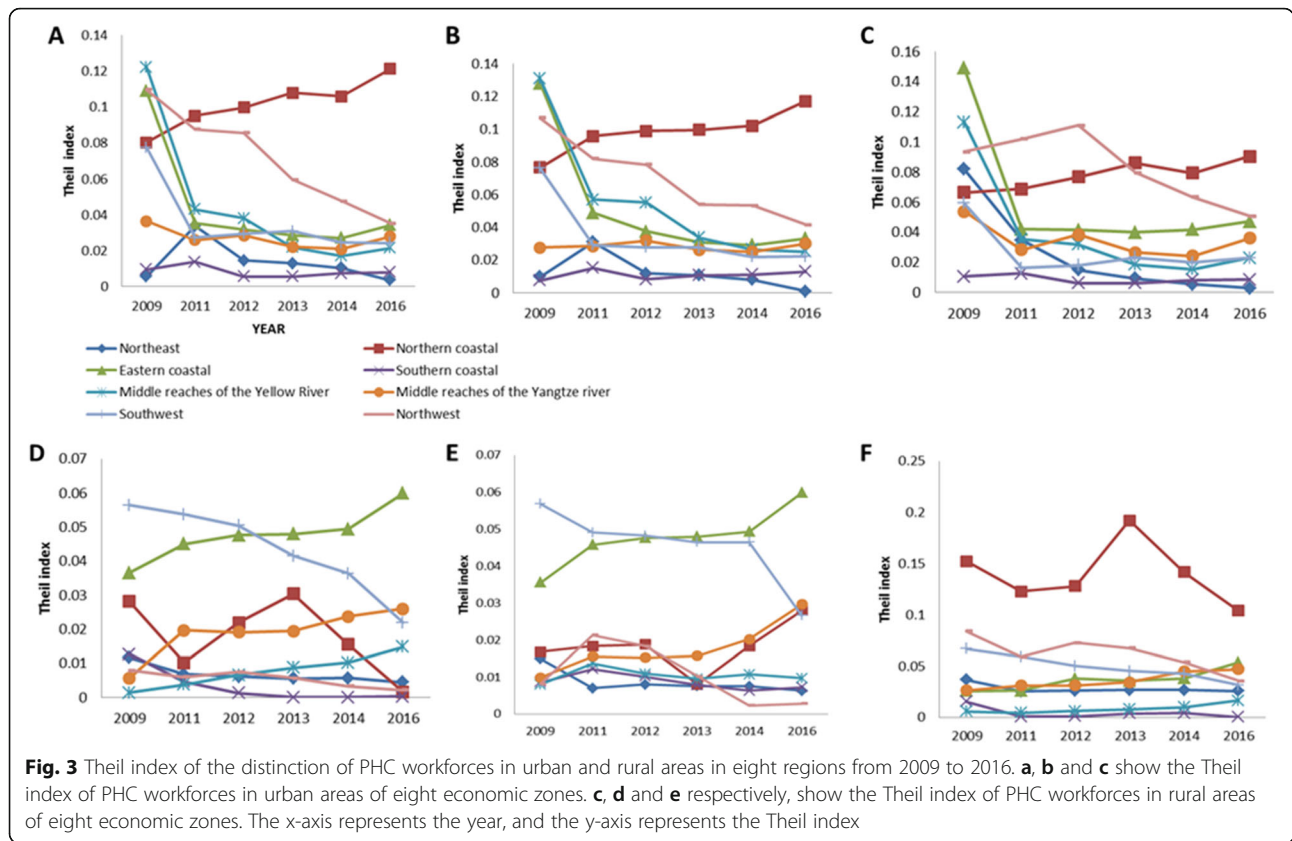 A
0.14
0.12
0.1
0.08
0.06
0.04
0.02
0
Theil index
2009 2011 2012 2013 2014 2016
YEAR
B
0.14
0.12
0.1
0.08
0.06
0.04
0.02
0
Theil index
2009 2011 2012 2013 2014 2016
C
0.16
0.14
0.12
0.1
0.08
0.06
0.04
0.02
0
Theil index
2009 2011 2012 2013 2014 2016
Northeast
Northern coastal
Eastern coastal
Southern coastal
Middle reaches of the Yellow River
Middle reaches of the Yangtze river
Southwest
Northwest
D
0.07
0.06
0.05
0.04
0.03
0.02
0.01
0
Theil index
2009 2011 2012 2013 2014 2016
E
0.07
0.06
0.05
0.04
0.03
0.02
0.01
0
Theil index
2009 2011 2012 2013 2014 2016
F
0.25
0.2
0.15
0.1
0.05
0
Theil index
2009 2011 2012 2013 2014 2016
Fig. 3 Theil index of the distinction of PHC workforces in urban and rural areas in eight regions from 2009 to 2016. a, b and c show the Theil
index of PHC workforces in urban areas of eight economic zones. c, d and e respectively, show the Theil index of PHC workforces in rural areas
of eight economic zones. The x-axis represents the year, and the y-axis represents the Theil index